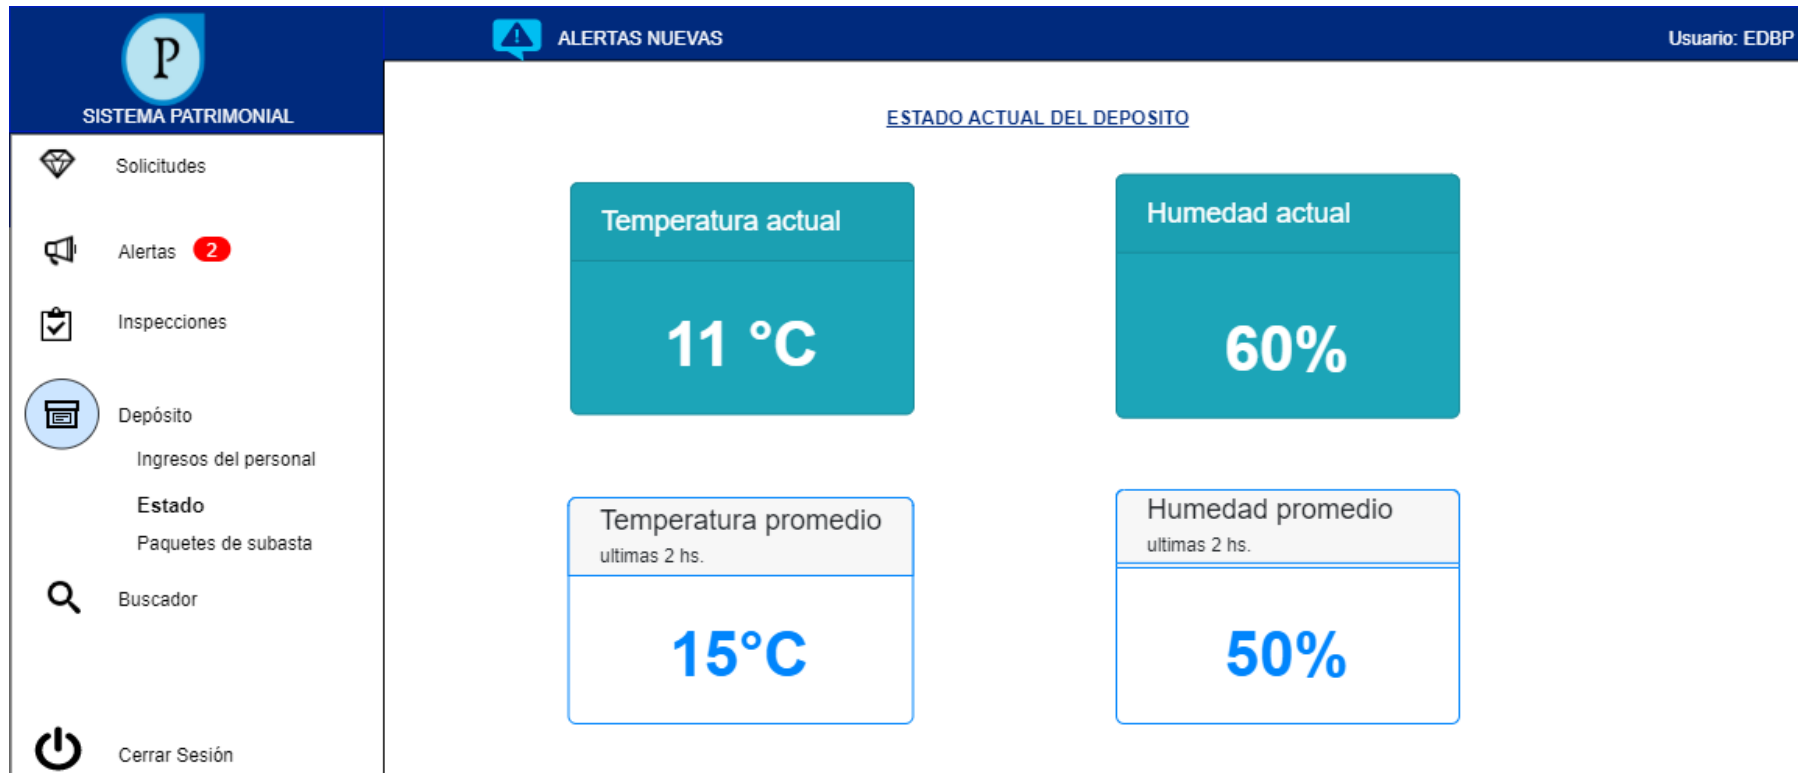 P
SISTEMA PATRIMONIAL
ALERTAS NUEVAS
Usuario: EDBP
Solicitudes
Alertas 2
Inspecciones
Depósito
Ingresos del personal
Estado
Paquetes de subasta
Buscador
Cerrar Sesión
ESTADO ACTUAL DEL DEPOSITO
Temperatura actual
11 °C
Humedad actual
60%
Temperatura promedio
ultimas 2 hs.
15°C
Humedad promedio
ultimas 2 hs.
50%